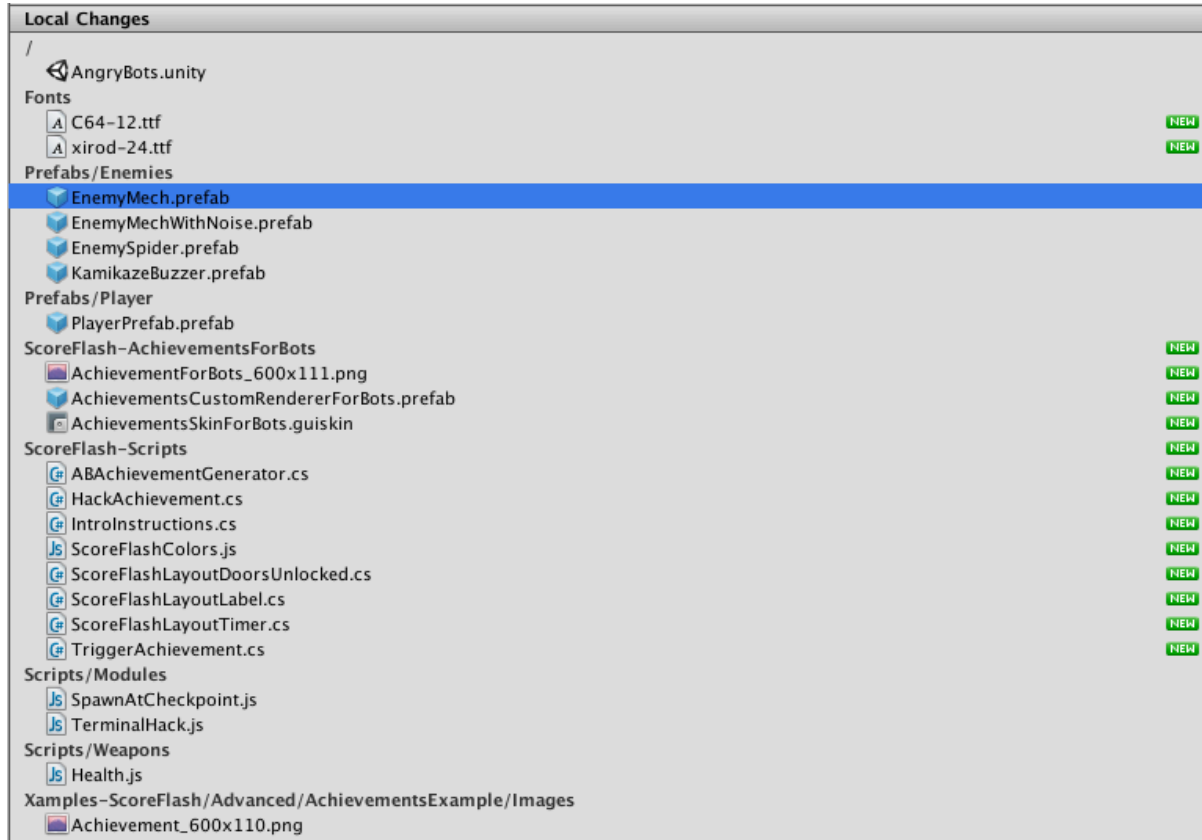 Local Changes
/
AngryBots.unity
Fonts
C64-12.ttf NEW
xirod-24.ttf NEW
Prefabs/Enemies
EnemyMech.prefab
EnemyMechWithNoise.prefab
EnemySpider.prefab
KamikazeBuzzer.prefab
Prefabs/Player
PlayerPrefab.prefab
ScoreFlash-AchievementsForBots NEW
AchievementForBots_600x111.png NEW
AchievementsCustomRendererForBots.prefab NEW
AchievementsSkinForBots.guiskin NEW
ScoreFlash-Scripts NEW
C# ABAchievementGenerator.cs NEW
C# HackAchievement.cs NEW
C# IntroInstructions.cs NEW
Js ScoreFlashColors.js NEW
C# ScoreFlashLayoutDoorsUnlocked.cs NEW
C# ScoreFlashLayoutLabel.cs NEW
C# ScoreFlashLayoutTimer.cs NEW
C# TriggerAchievement.cs NEW
Scripts/Modules
Js SpawnAtCheckpoint.js
Js TerminalHack.js
Scripts/Weapons
Js Health.js
Xamples-ScoreFlash/Advanced/AchievementsExample/Images
Achievement_600x110.png